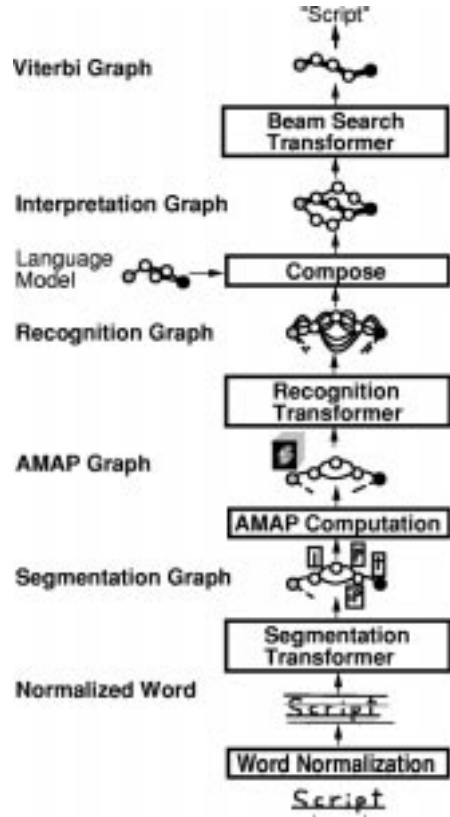 "Script"
Viterbi Graph
Beam Search
Transformer
Interpretation Graph
Language
Model
Compose
Recognition Graph
Recognition
Transformer
AMAP Graph
AMAP Computation
Segmentation Graph
Segmentation
Transformer
Normalized Word
Script
Word Normalization
Script